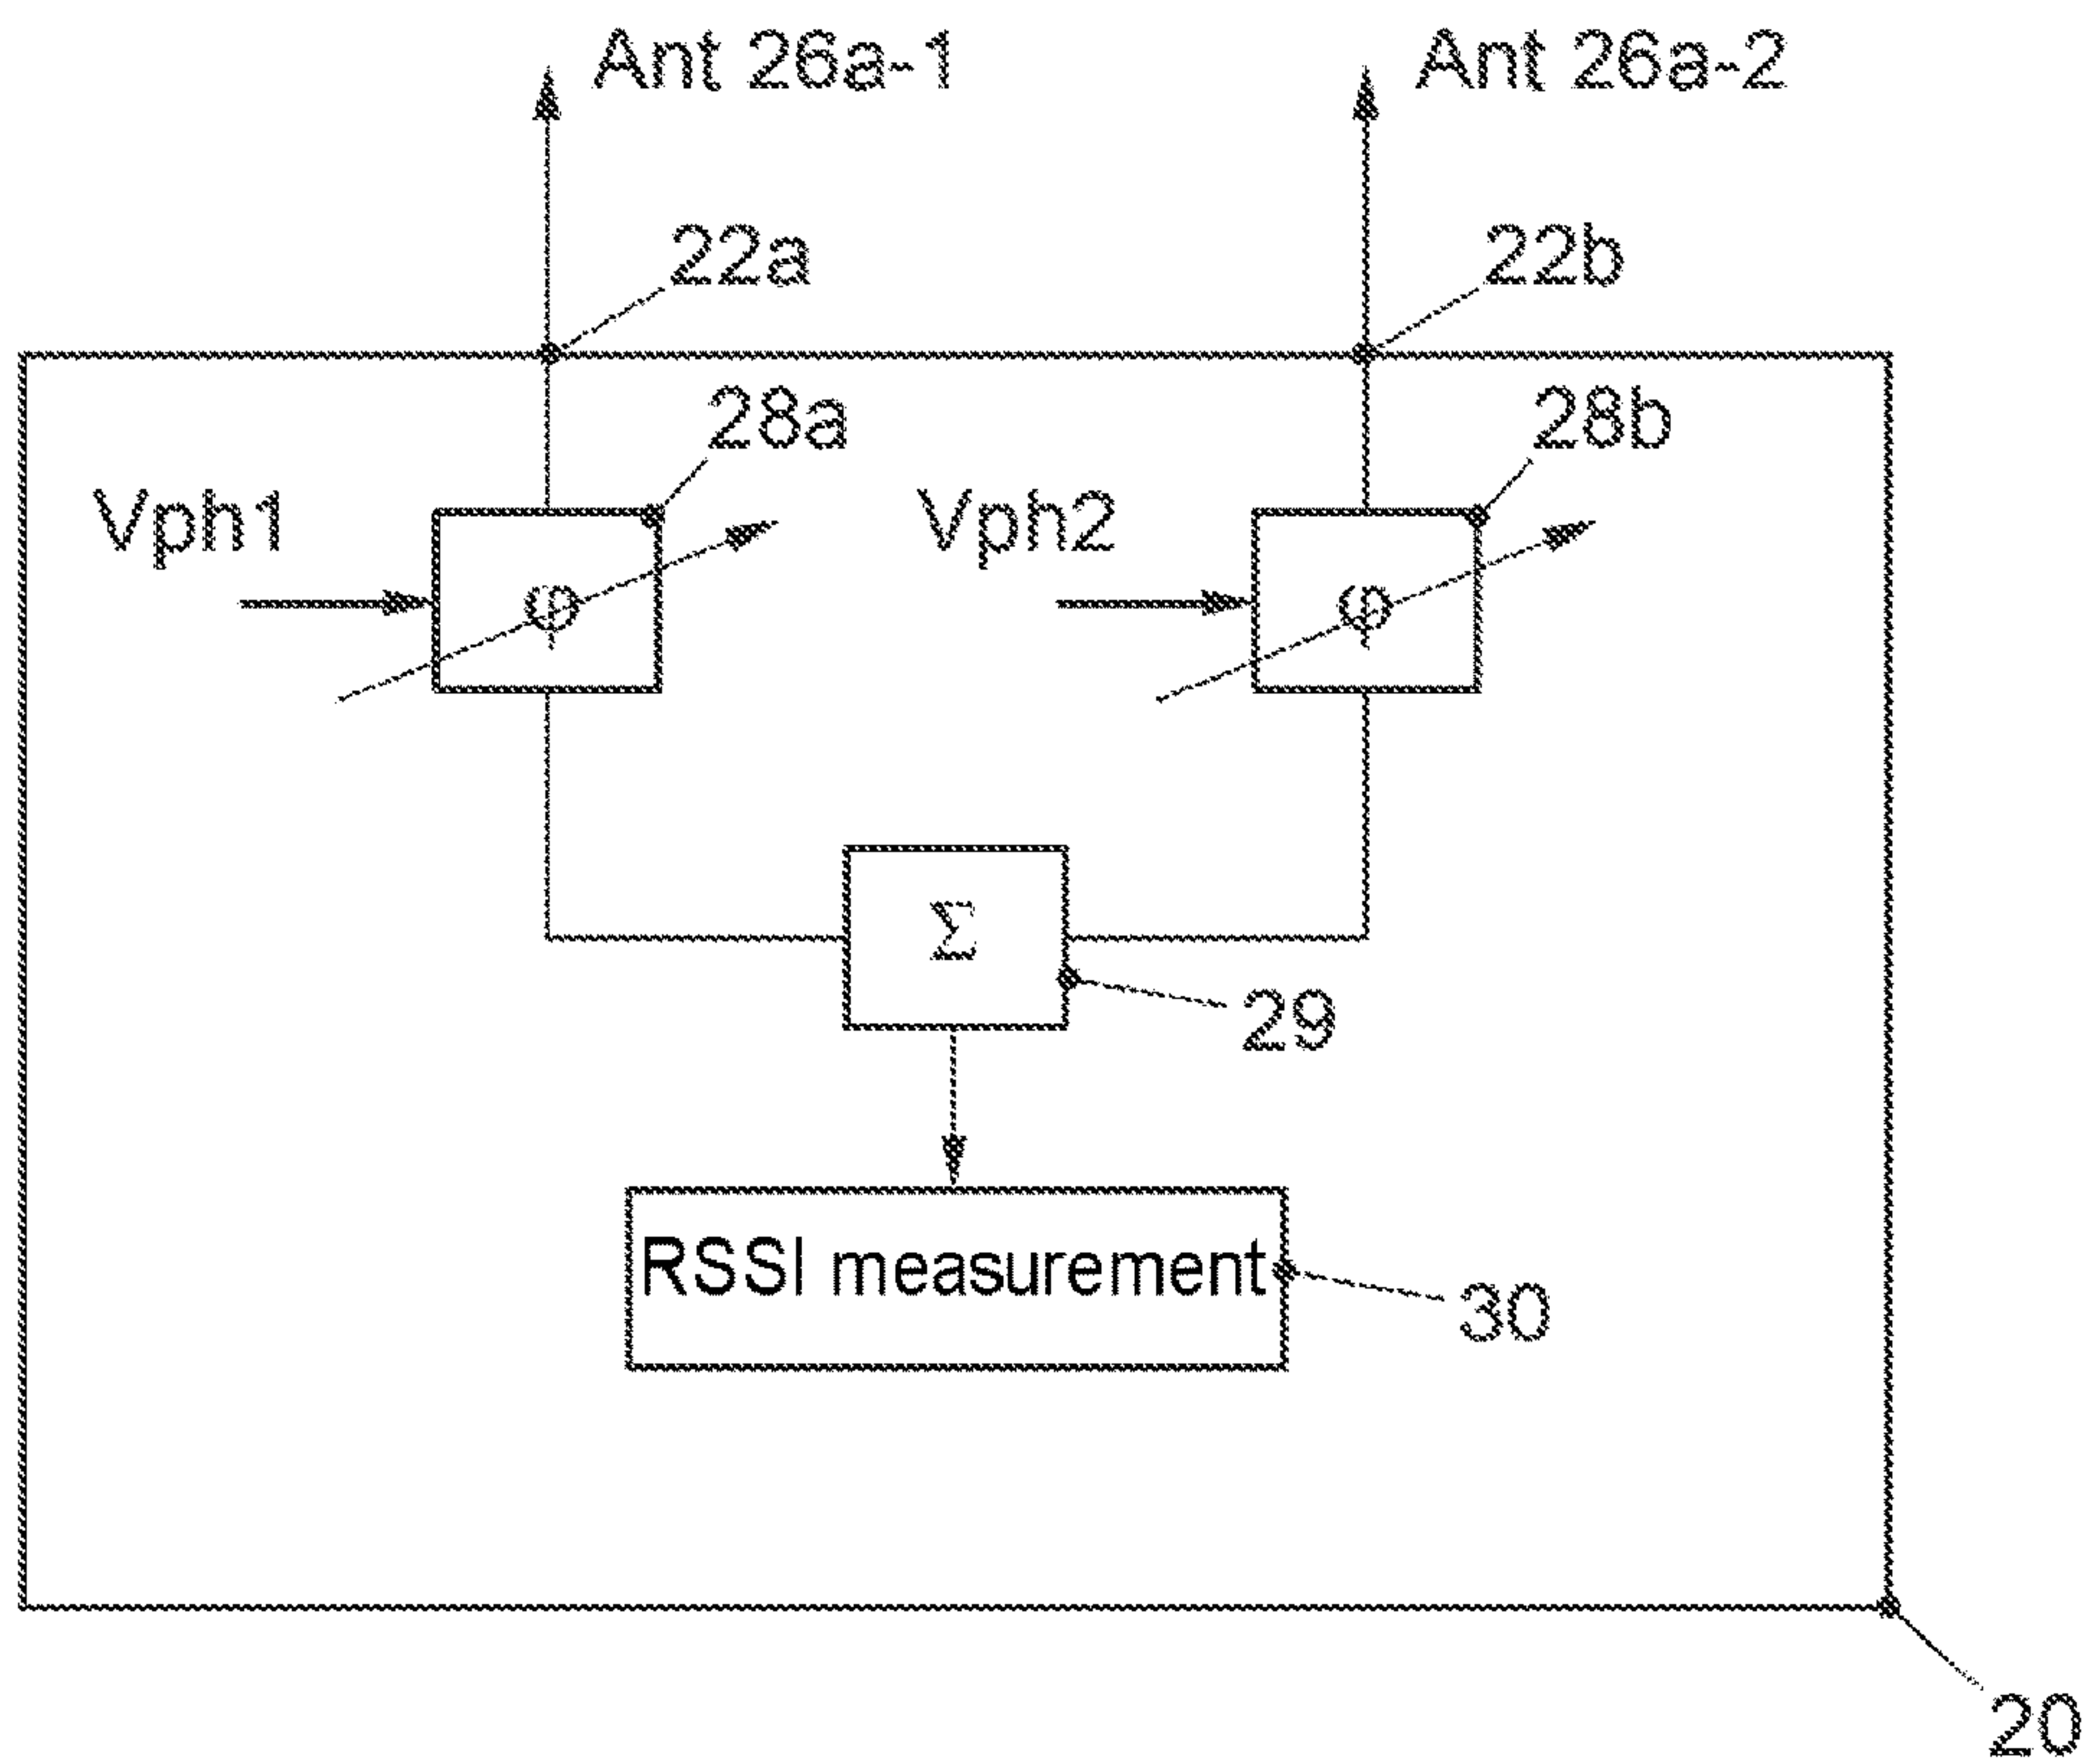 Ant 26a-1
Ant 26a-2
22a
22b
28a
28b
Vph1
Vph2
φ
φ
Σ
29
RSSI measurement
30
20